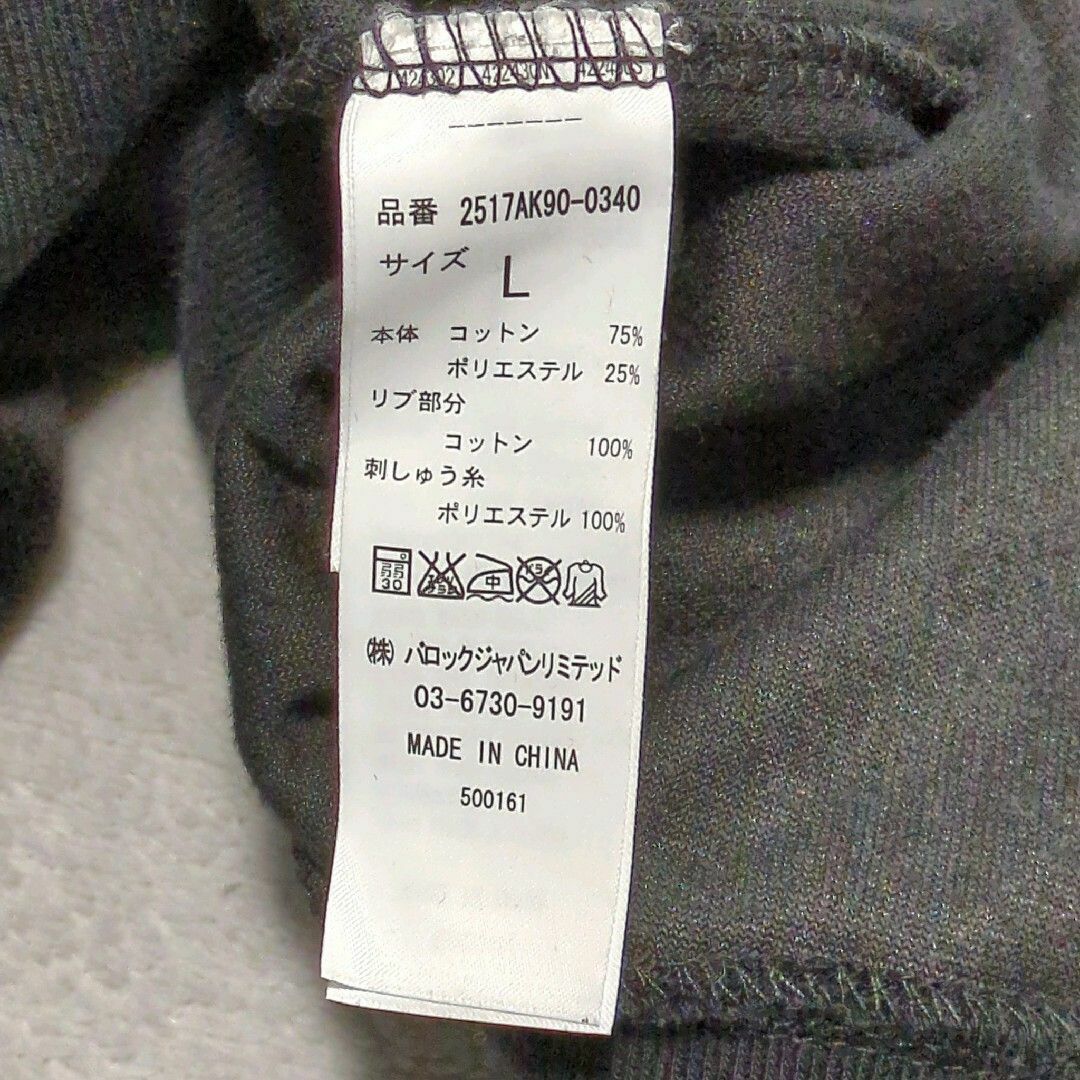 品番 2517AK90-0340
サイズ L
本体 コットン 75%
ポリエステル 25%
リブ部分
コットン 100%
刺しゅう糸
ポリエステル 100%
弱 30 中
㈱ バロックジャパンリミテッド
03-6730-9191
MADE IN CHINA
500161